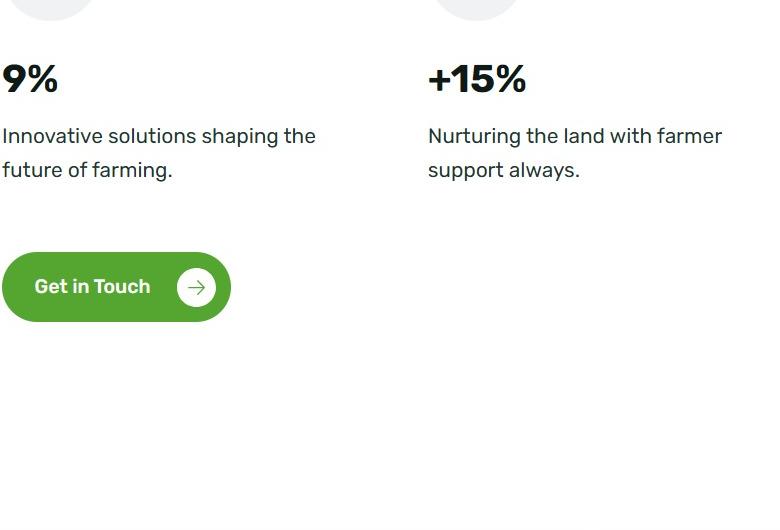 9%
Innovative solutions shaping the
future of farming.
+15%
Nurturing the land with farmer
support always.
Get in Touch